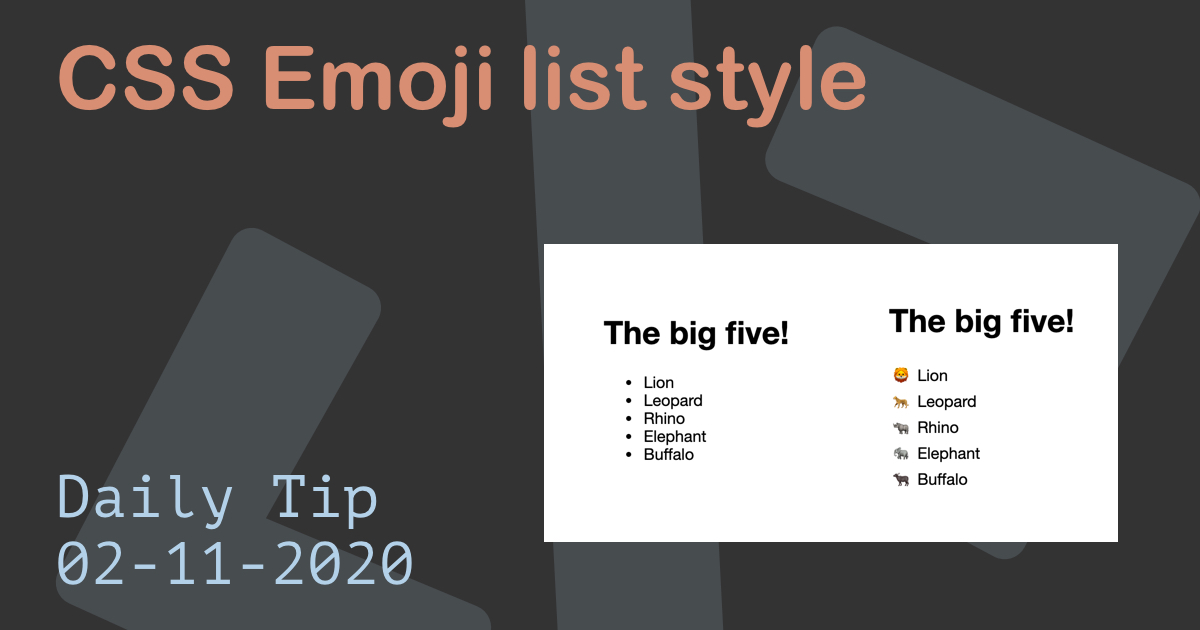 CSS Emoji list style
The big five!
• Lion
• Leopard
• Rhino
• Elephant
• Buffalo
The big five!
🦁 Lion
🐆 Leopard
🦏 Rhino
🐘 Elephant
🐃 Buffalo
Daily Tip
02-11-2020